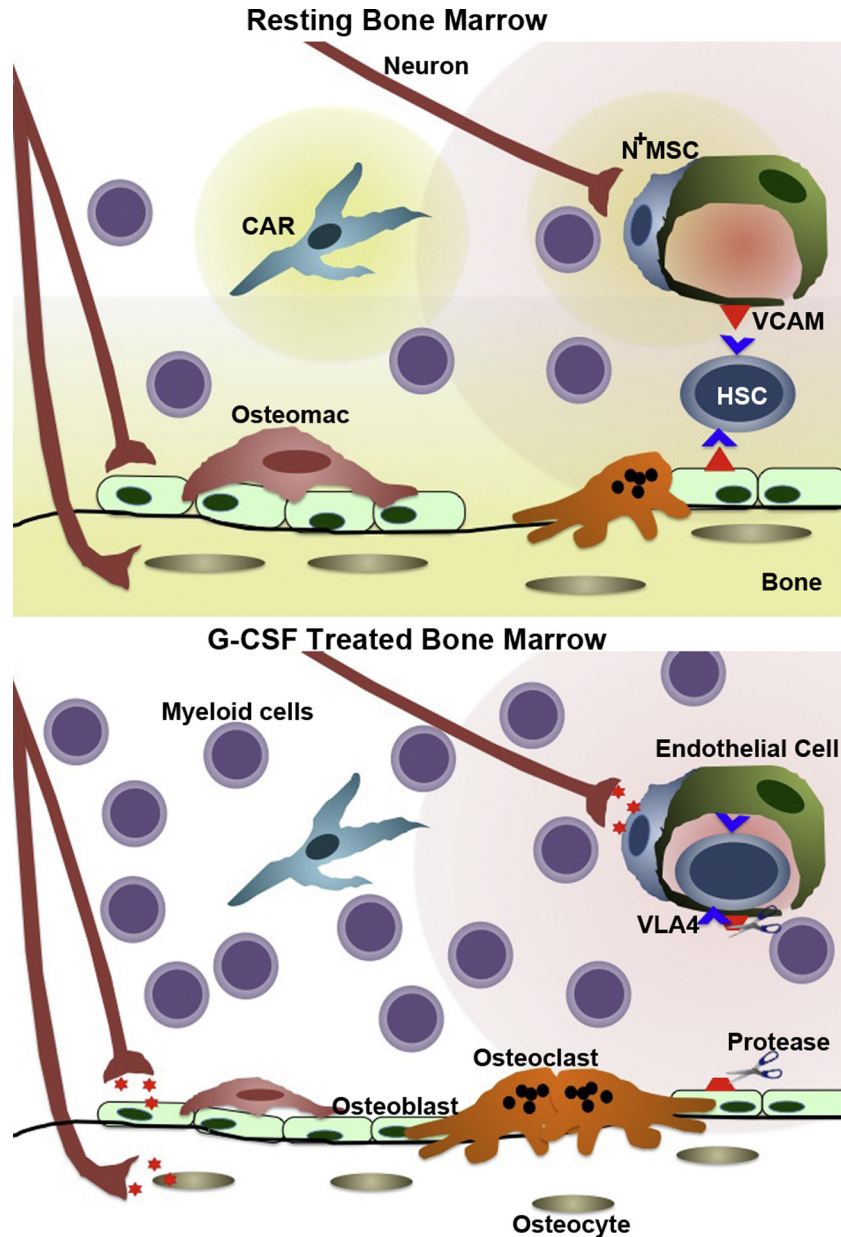 Resting Bone Marrow
Neuron
N+MSC
CAR
VCAM
HSC
Osteomac
Bone
G-CSF Treated Bone Marrow
Myeloid cells
Endothelial Cell
VLA4
Protease
Osteoclast
Osteoblast
Osteocyte